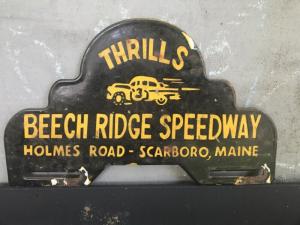 THRILLS
BEECH RIDGE SPEEDWAY
HOLMES ROAD - SCARBORO, MAINE